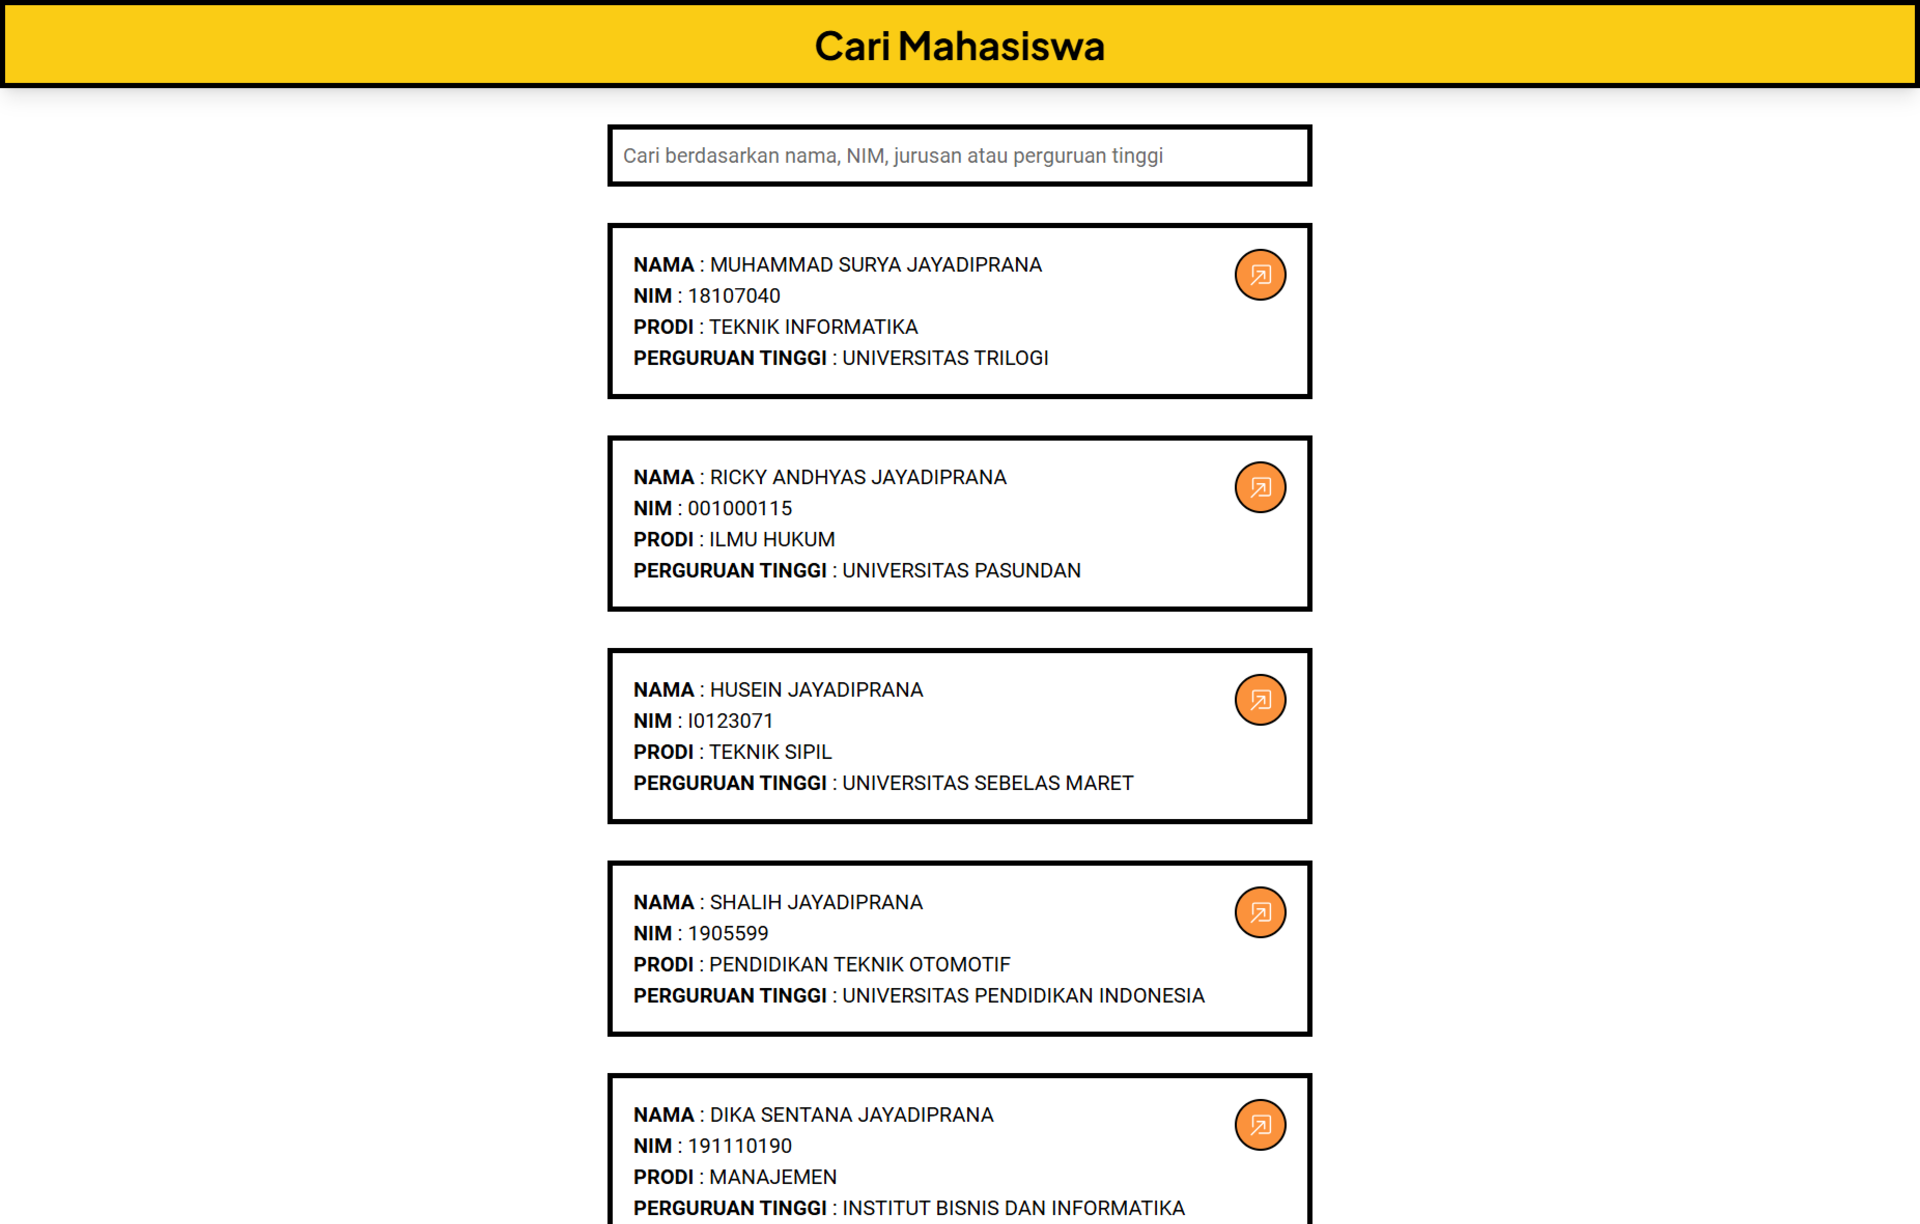 Cari Mahasiswa
Cari berdasarkan nama, NIM, jurusan atau perguruan tinggi
NAMA : MUHAMMAD SURYA JAYADIPRANA
NIM : 18107040
PRODI : TEKNIK INFORMATIKA
PERGURUAN TINGGI : UNIVERSITAS TRILOGI
NAMA : RICKY ANDHYAS JAYADIPRANA
NIM : 001000115
PRODI : ILMU HUKUM
PERGURUAN TINGGI : UNIVERSITAS PASUNDAN
NAMA : HUSEIN JAYADIPRANA
NIM : I0123071
PRODI : TEKNIK SIPIL
PERGURUAN TINGGI : UNIVERSITAS SEBELAS MARET
NAMA : SHALIH JAYADIPRANA
NIM : 1905599
PRODI : PENDIDIKAN TEKNIK OTOMOTIF
PERGURUAN TINGGI : UNIVERSITAS PENDIDIKAN INDONESIA
NAMA : DIKA SENTANA JAYADIPRANA
NIM : 191110190
PRODI : MANAJEMEN
PERGURUAN TINGGI : INSTITUT BISNIS DAN INFORMATIKA